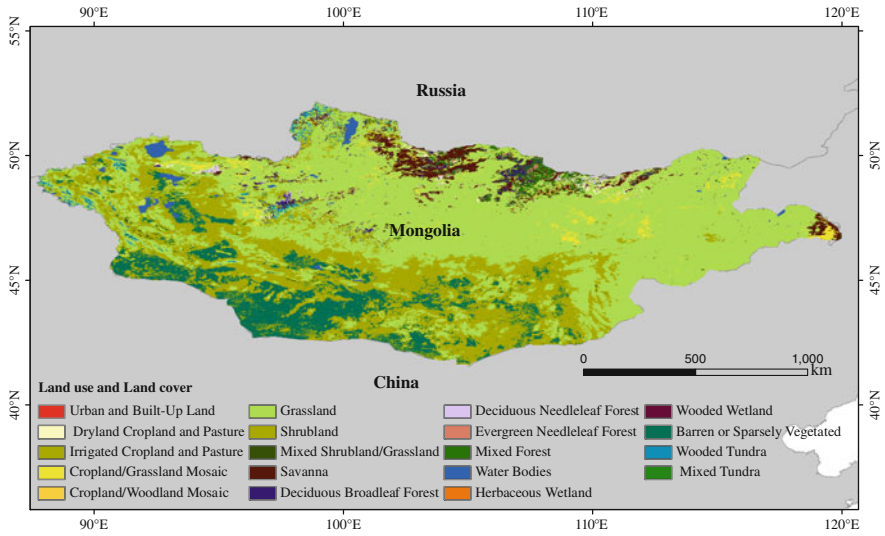 90°E 100°E 110°E 120°E
55°N 55°N
Russia
50°N 50°N
Mongolia
45°N 45°N
0 500 1,000
km
China
Land use and Land cover
40°N 40°N
Urban and Built-Up Land Grassland Deciduous Needleleaf Forest Wooded Wetland
Dryland Cropland and Pasture Shrubland Evergreen Needleleaf Forest Barren or Sparsely Vegetated
Irrigated Cropland and Pasture Mixed Shrubland/Grassland Mixed Forest Wooded Tundra
Cropland/Grassland Mosaic Savanna Water Bodies Mixed Tundra
Cropland/Woodland Mosaic Deciduous Broadleaf Forest Herbaceous Wetland
90°E 100°E 110°E 120°E